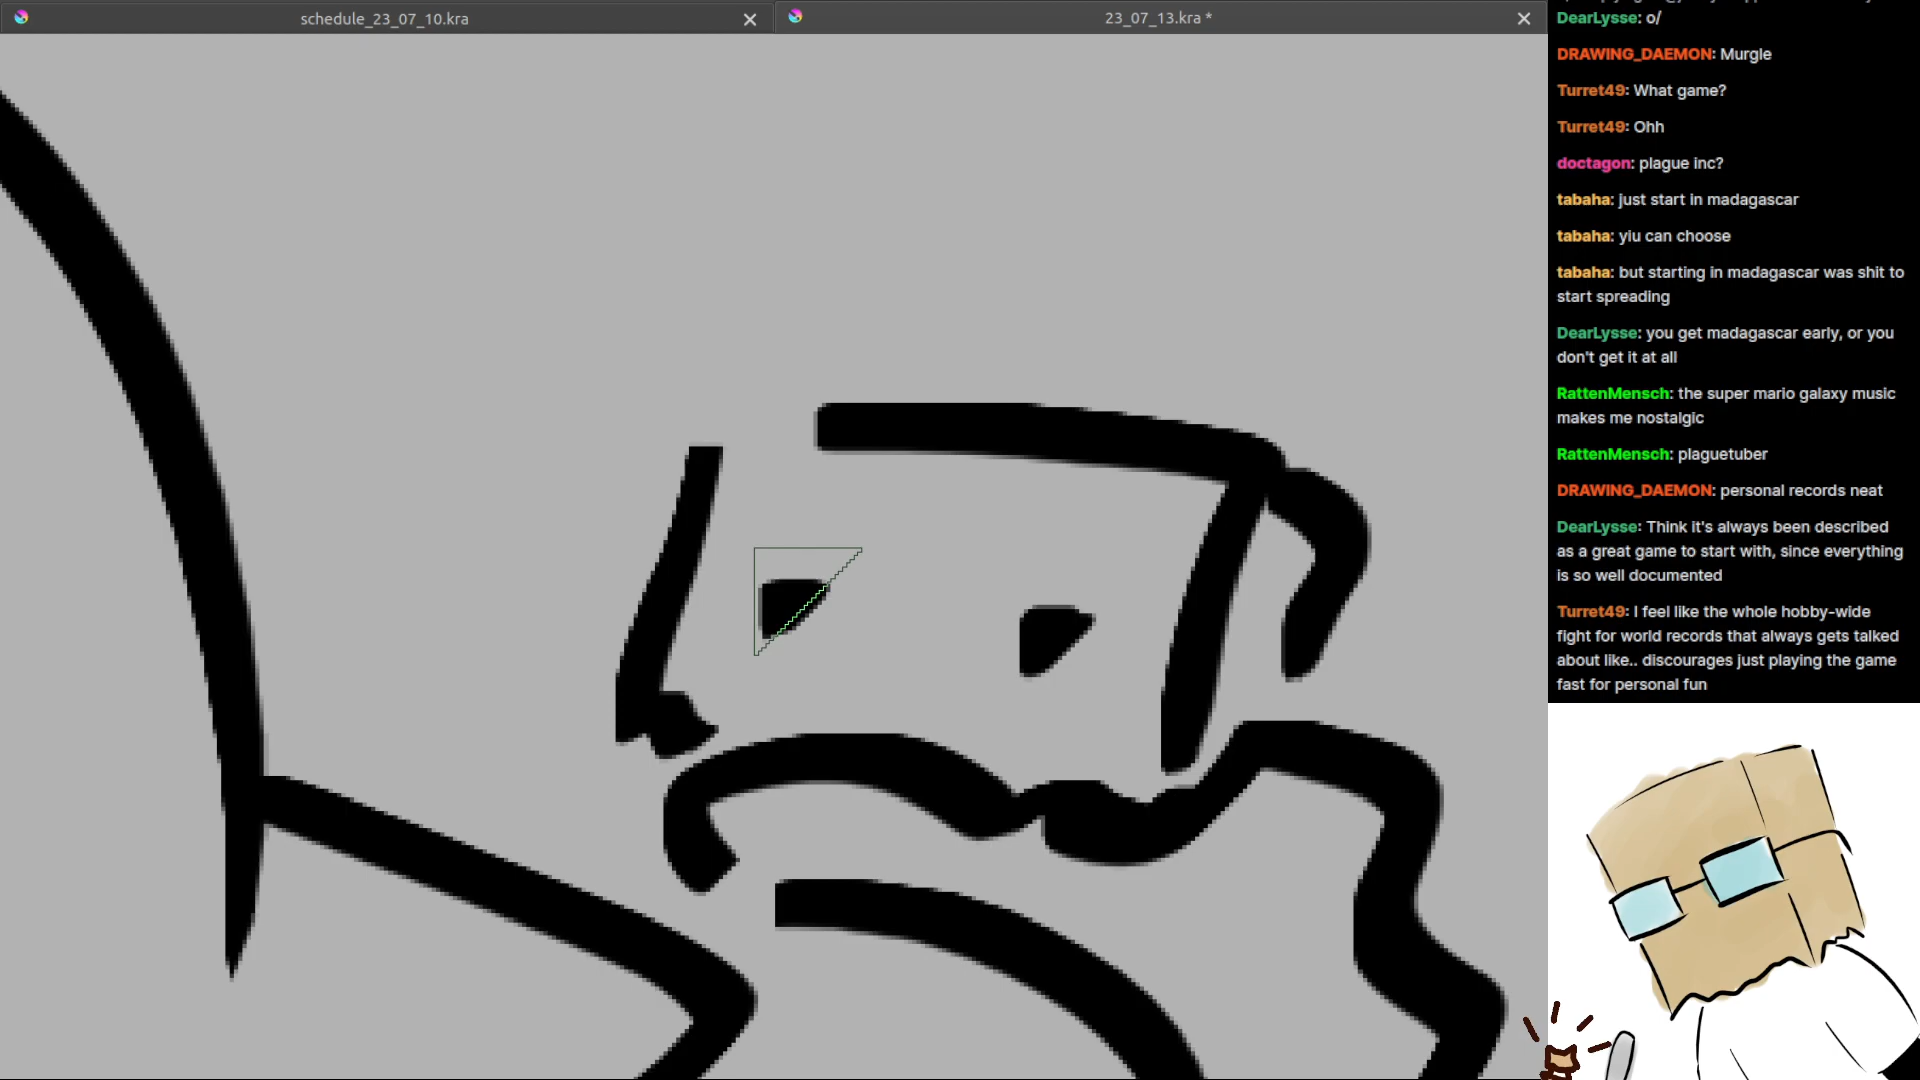 schedule_23_07_10.kra
23_07_13.kra *
DearLysse: o/
DRAWING_DAEMON: Murgle
Turret49: What game?
Turret49: Ohh
doctagon: plague inc?
tabaha: just start in madagascar
tabaha: yiu can choose
tabaha: but starting in madagascar was shit to
start spreading
DearLysse: you get madagascar early, or you
don't get it at all
RattenMensch: the super mario galaxy music
makes me nostalgic
RattenMensch: plaguetuber
DRAWING_DAEMON: personal records neat
DearLysse: Think it's always been described
as a great game to start with, since everything
is so well documented
Turret49: I feel like the whole hobby-wide
fight for world records that always gets talked
about like.. discourages just playing the game
fast for personal fun